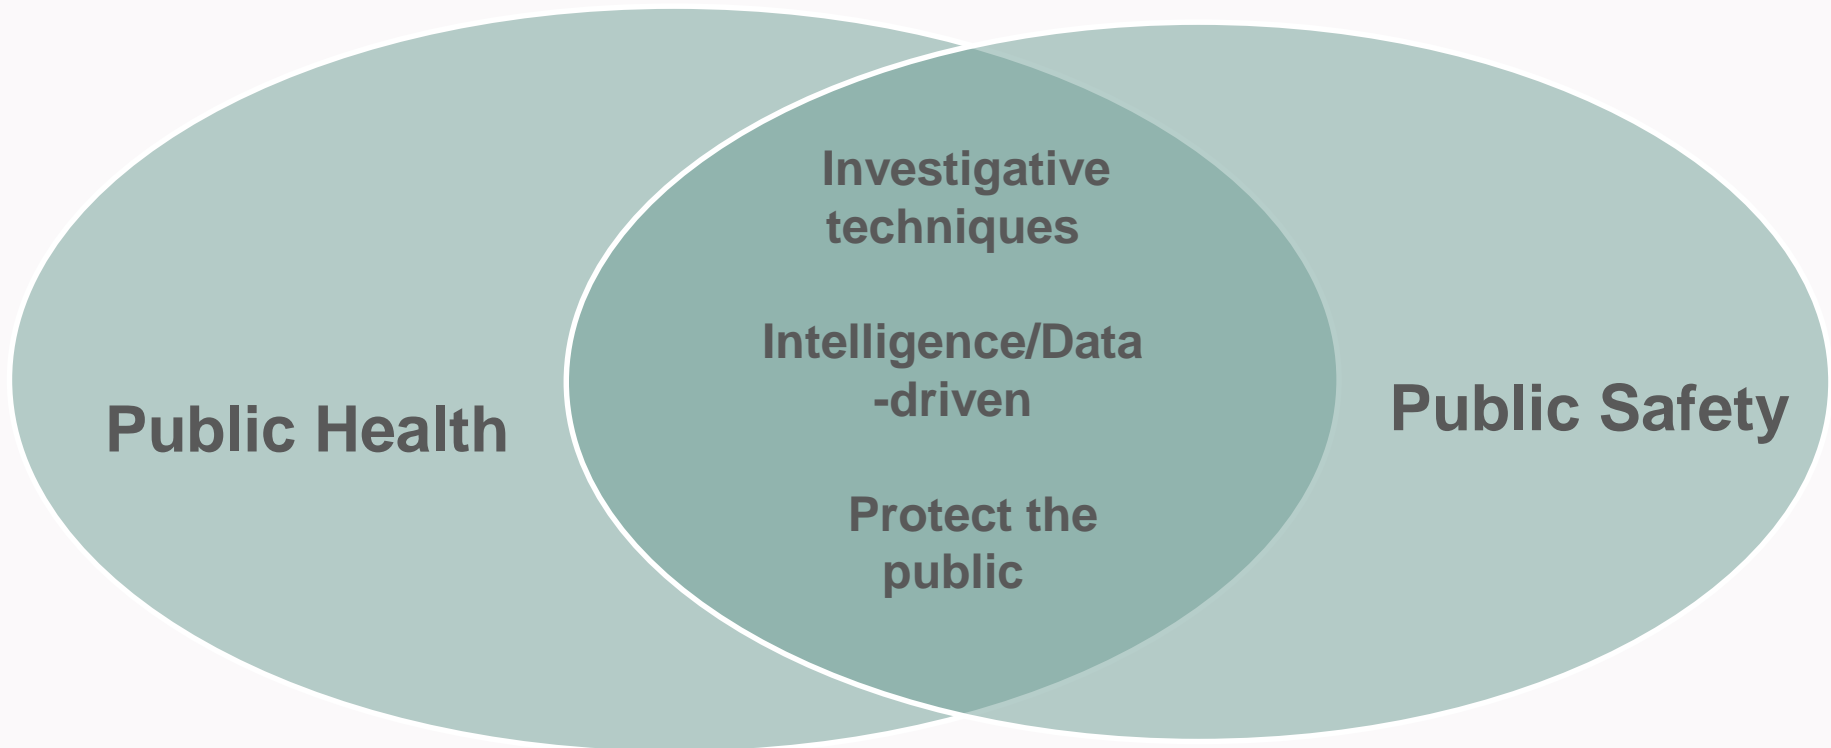 Investigative
techniques
Intelligence/Data
-driven
Protect the
public
Public Health
Public Safety